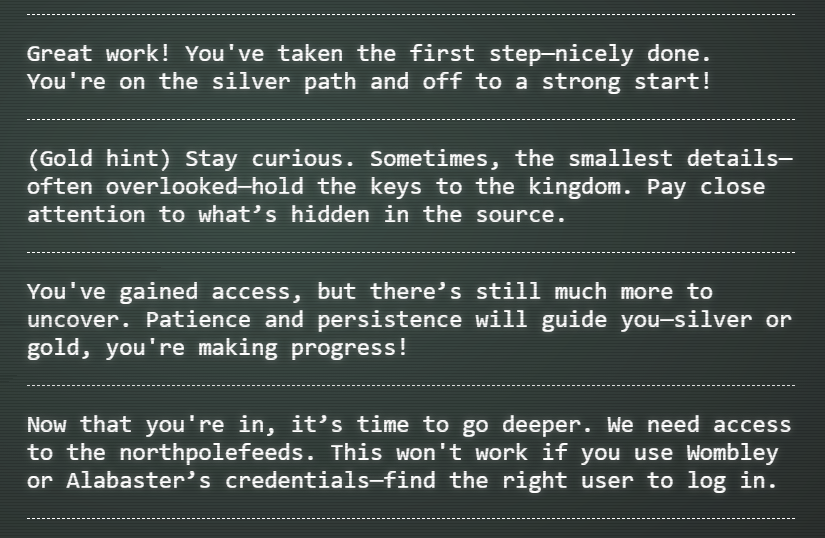 Great work! You've taken the first step—nicely done.
You're on the silver path and off to a strong start!
(Gold hint) Stay curious. Sometimes, the smallest details—
often overlooked—hold the keys to the kingdom. Pay close
attention to what’s hidden in the source.
You've gained access, but there’s still much more to
uncover. Patience and persistence will guide you—silver or
gold, you're making progress!
Now that you're in, it’s time to go deeper. We need access
to the northpolefeeds. This won't work if you use Wombley
or Alabaster’s credentials—find the right user to log in.